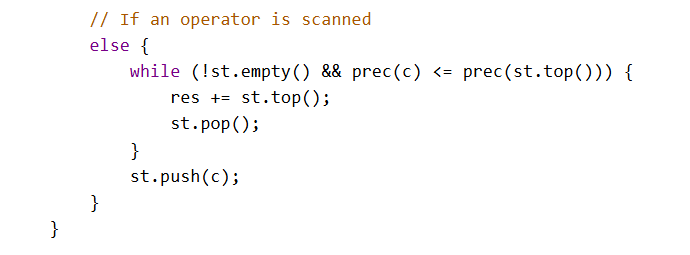 // If an operator is scanned
else {
while (!st.empty() && prec(c) <= prec(st.top())) {
res += st.top();
st.pop();
}
st.push(c);
}
}